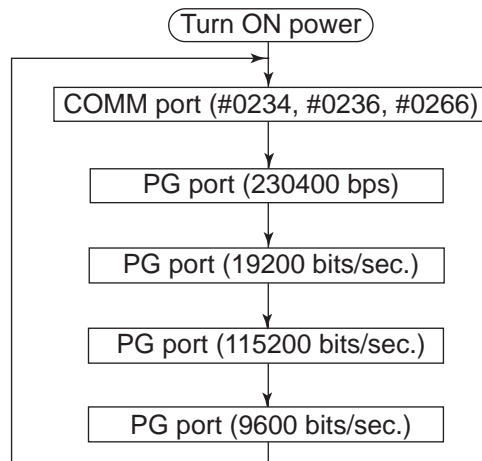 Turn ON power
COMM port (#0234, #0236, #0266)
PG port (230400 bps)
PG port (19200 bits/sec.)
PG port (115200 bits/sec.)
PG port (9600 bits/sec.)